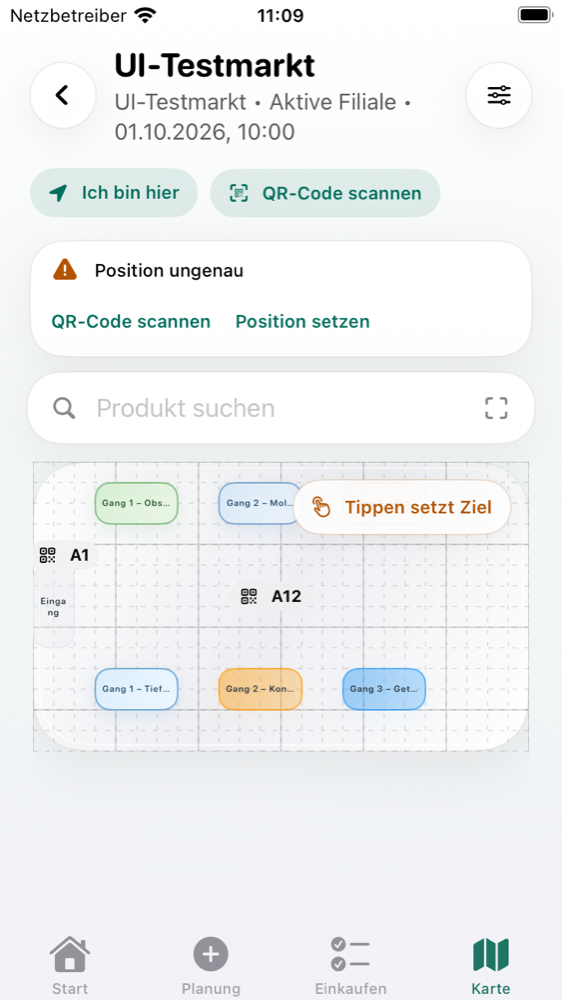 Netzbetreiber
11:09
UI-Testmarkt
UI-Testmarkt • Aktive Filiale •
01.10.2026, 10:00
Ich bin hier
QR-Code scannen
Position ungenau
QR-Code scannen
Position setzen
Produkt suchen
Gang 1 – Obs...
Gang 2 – Mol...
Tippen setzt Ziel
A1
Einga
ng
A12
Gang 1 – Tief...
Gang 2 – Kon...
Gang 3 – Get...
Start
Planung
Einkaufen
Karte